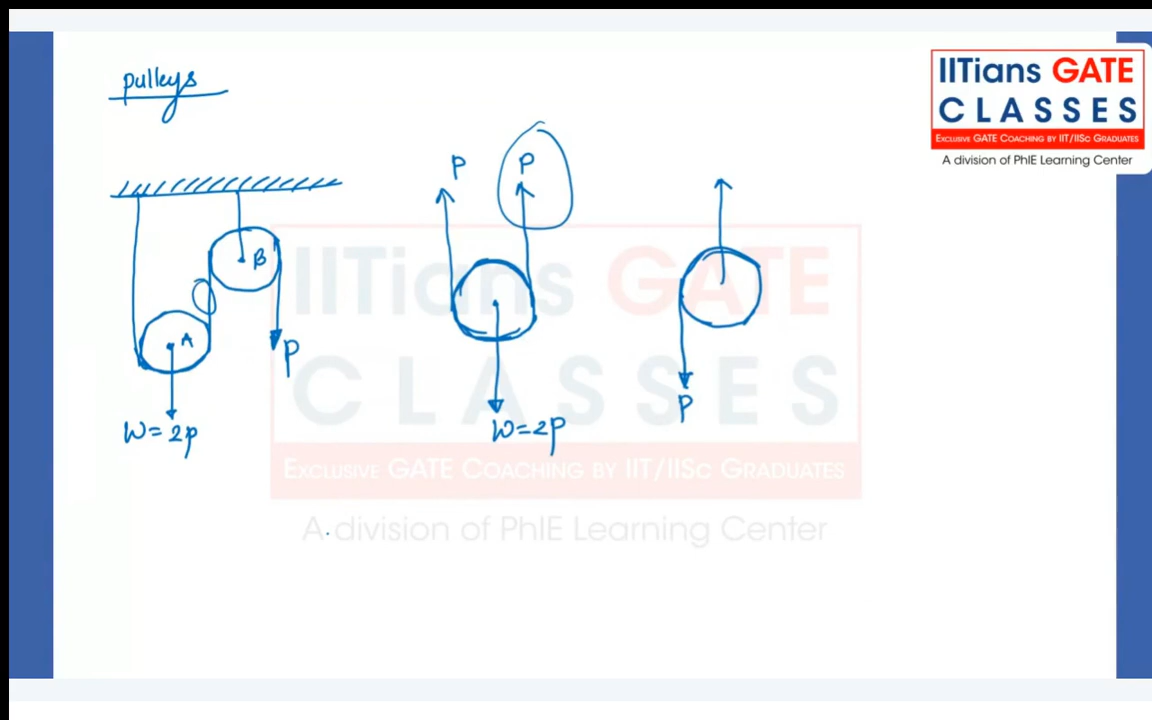 pulleys
IITians GATE
CLASSES
EXCLUSIVE GATE COACHING BY IIT/IISc GRADUATES
A division of PhIE Learning Center
P
P
B
A
P
W=2p
W=2p
P
IITians GATE
CLASSES
EXCLUSIVE GATE COACHING BY IIT/IISc GRADUATES
A division of PhIE Learning Center